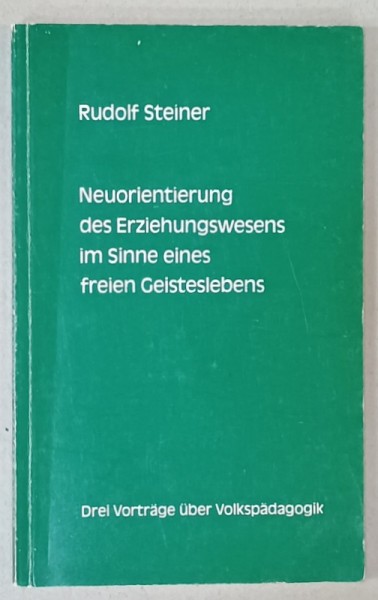 Rudolf Steiner
Neuorientierung
des Erziehungswesens
im Sinne eines
freien Geisteslebens
Drei Vorträge über Volkspädagogik